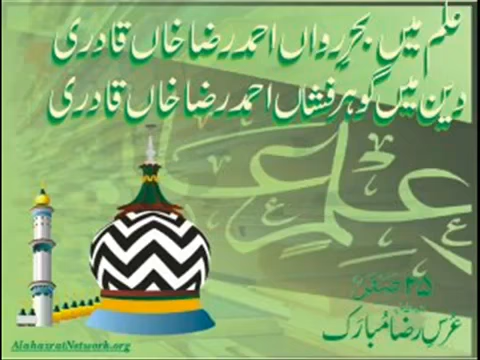 علم میں بحر رواں احمد رضا خاں قادری
دین میں گوہر فشاں احمد رضا خاں قادری
۲۵ صفر
عرس رضا مبارک
AlahazratNetwork.org